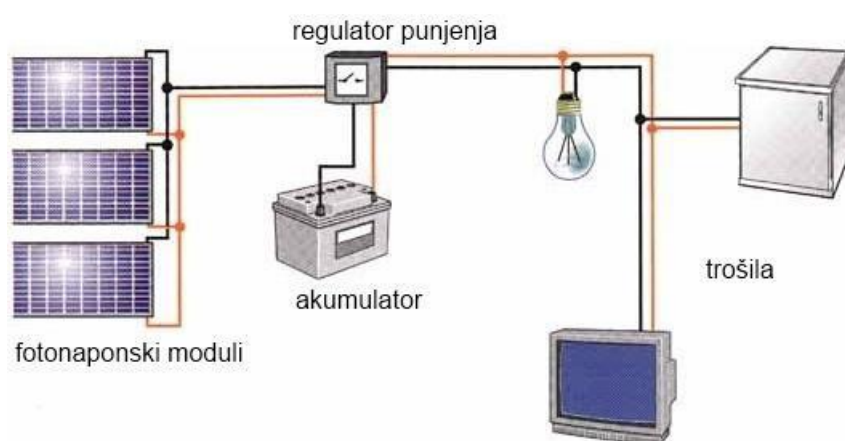 regulator punjenja
akumulator
trošila
fotonaponski moduli